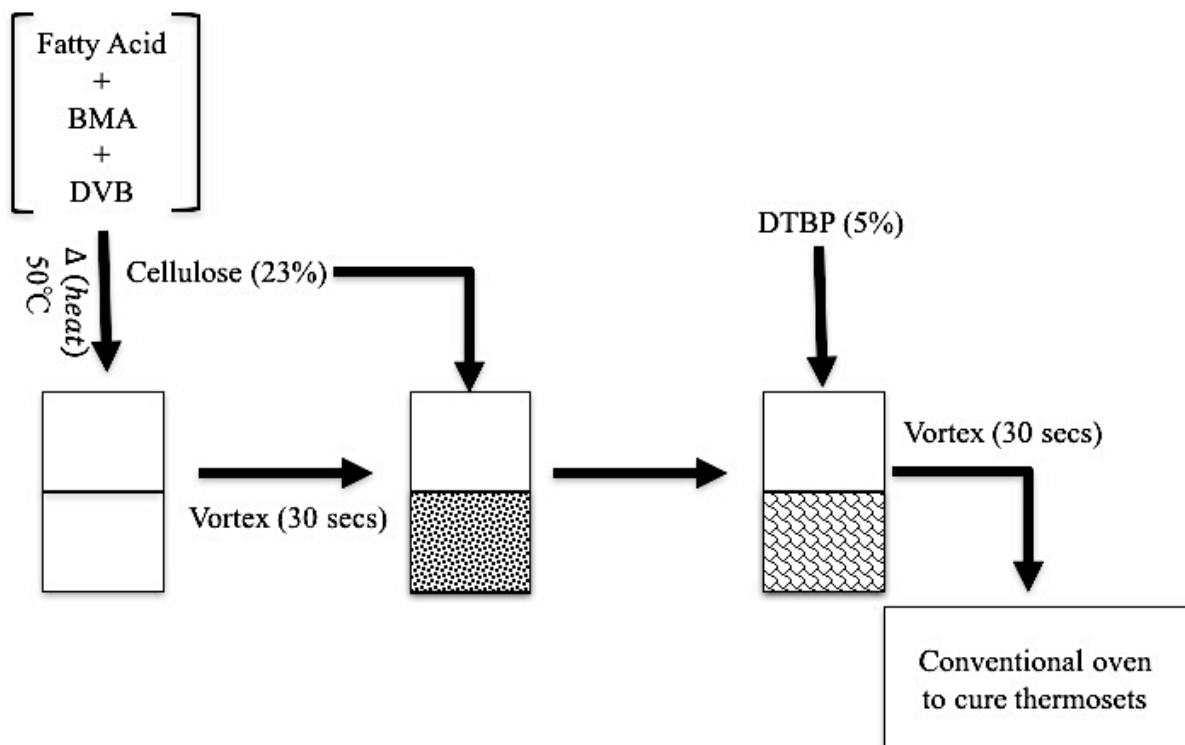 Fatty Acid
+
BMA
+
DVB
Δ (heat)
50℃
Cellulose (23%)
DTBP (5%)
Vortex (30 secs)
Vortex (30 secs)
Conventional oven
to cure thermosets